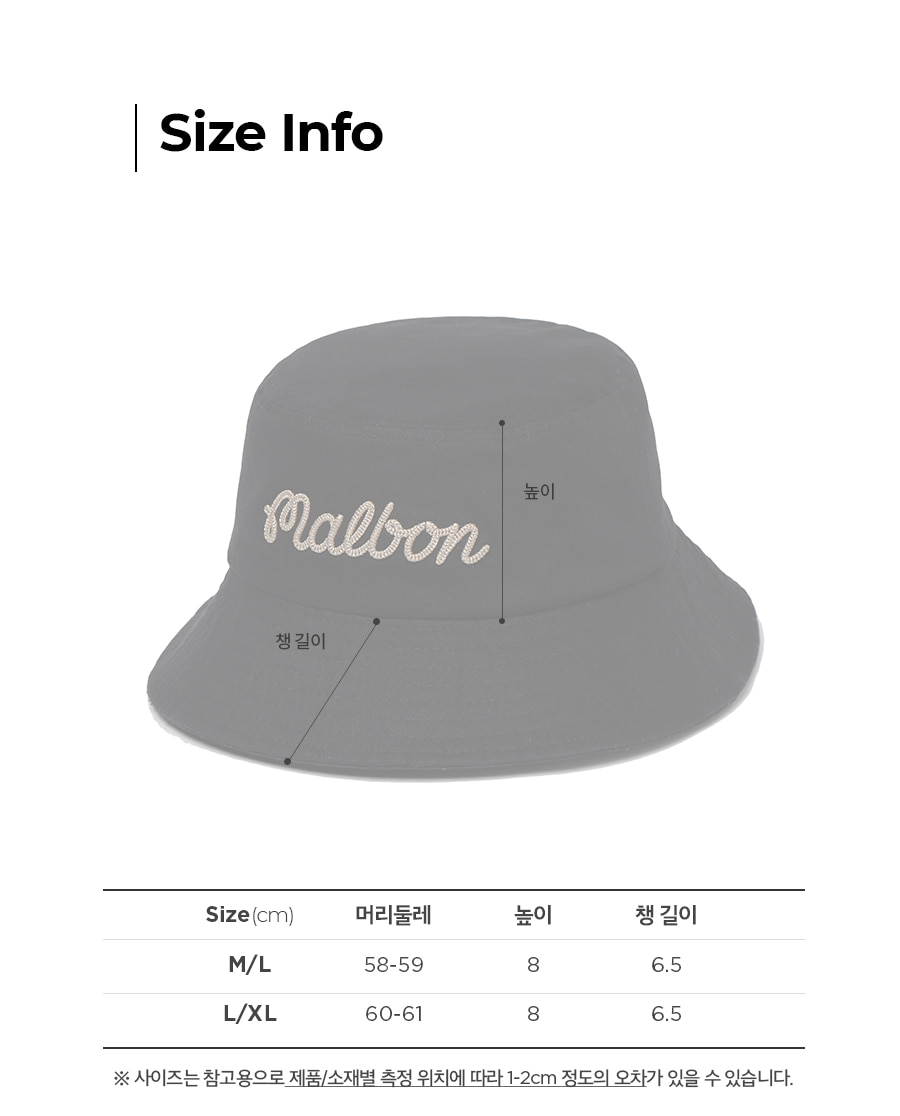 Size Info
높이
Malbon
챙 길이
Size(cm) 머리둘레 높이 챙 길이
M/L 58-59 8 6.5
L/XL 60-61 8 6.5
※ 사이즈는 참고용으로 제품/소재별 측정 위치에 따라 1-2cm 정도의 오차가 있을 수 있습니다.